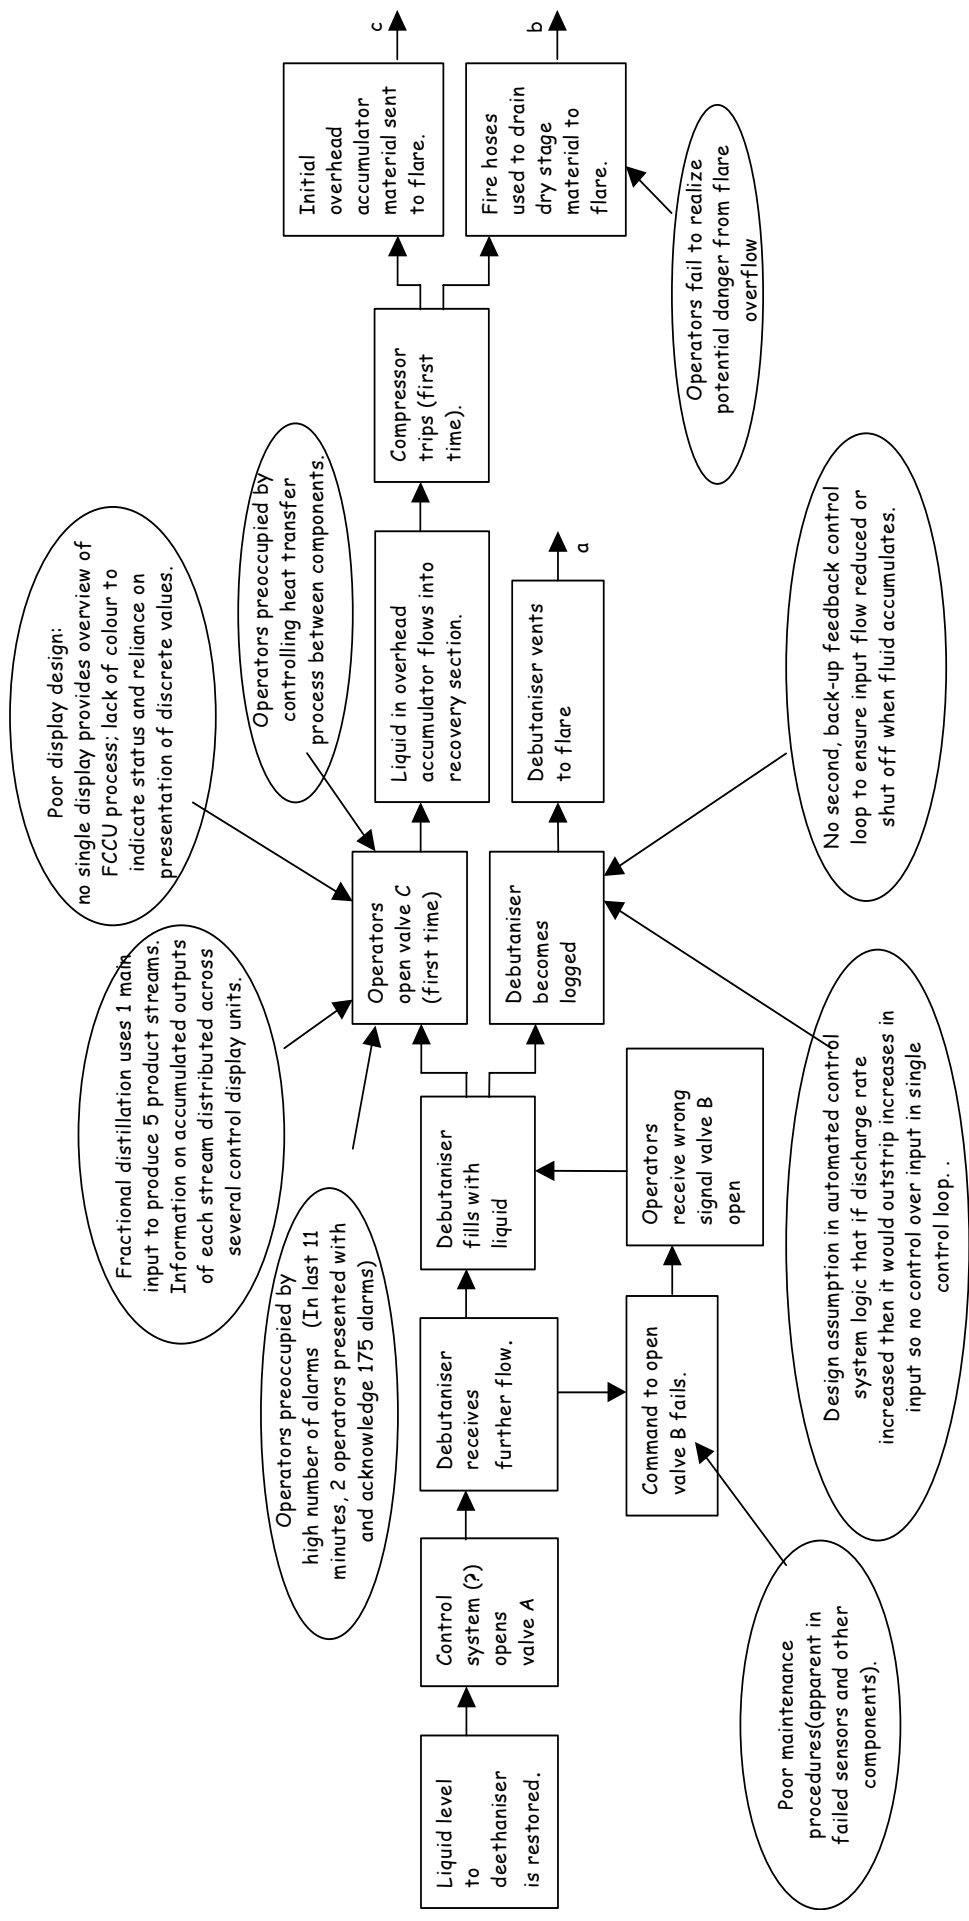 Poor display design:
no single display provides overview of
FCCU process; lack of colour to
indicate status and reliance on
presentation of discrete values.
Fractional distillation uses 1 main
input to produce 5 product streams.
Information on accumulated outputs
of each stream distributed across
several control display units.
Operators preoccupied by
controlling heat transfer
process between components.
Operators preoccupied by
high number of alarms (In last 11
minutes, 2 operators presented with
and acknowledge 175 alarms)
Liquid level
to
deethaniser
is restored.
Control
system (?)
opens
valve A
Debutaniser
receives
further flow.
Debutaniser
fills with
liquid
Operators
open valve C
(first time)
Liquid in overhead
accumulator flows into
recovery section.
Compressor
trips (first
time).
Initial
overhead
accumulator
material sent
to flare.
c
Fire hoses
used to drain
dry stage
material to
flare.
b
Debutaniser
becomes
logged
Debutaniser vents
to flare
a
Command to open
valve B fails.
Operators
receive wrong
signal valve B
open
Operators fail to realize
potential danger from flare
overflow
Poor maintenance
procedures(apparent in
failed sensors and other
components).
Design assumption in automated control
system logic that if discharge rate
increased then it would outstrip increases in
input so no control over input in single
control loop. .
No second, back-up feedback control
loop to ensure input flow reduced or
shut off when fluid accumulates.